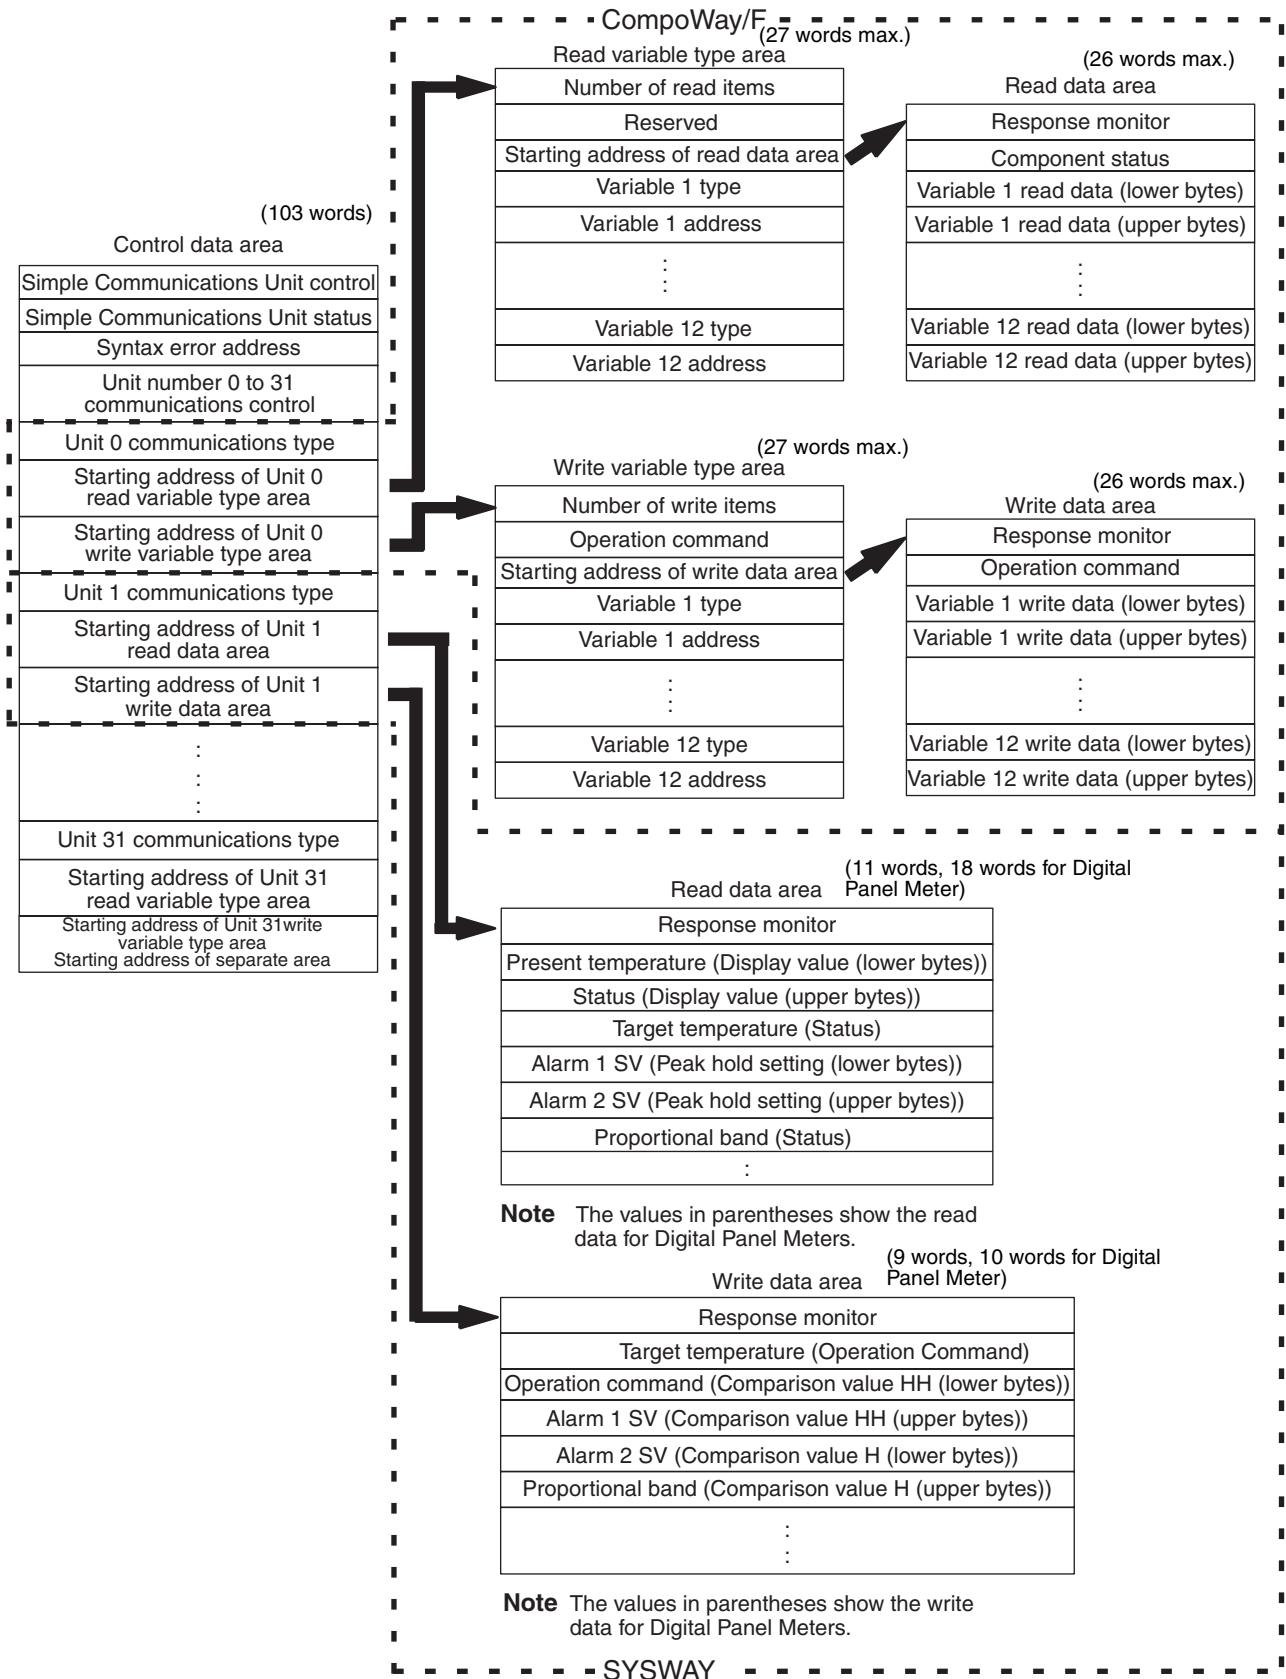 CompoWay/F
(27 words max.)
Read variable type area
Number of read items
Reserved
Starting address of read data area
Variable 1 type
Variable 1 address
:
:
Variable 12 type
Variable 12 address
(26 words max.)
Read data area
Response monitor
Component status
Variable 1 read data (lower bytes)
Variable 1 read data (upper bytes)
:
:
Variable 12 read data (lower bytes)
Variable 12 read data (upper bytes)
(103 words)
Control data area
Simple Communications Unit control
Simple Communications Unit status
Syntax error address
Unit number 0 to 31
communications control
Unit 0 communications type
Starting address of Unit 0
read variable type area
Starting address of Unit 0
write variable type area
Unit 1 communications type
Starting address of Unit 1
read data area
Starting address of Unit 1
write data area
:
:
:
Unit 31 communications type
Starting address of Unit 31
read variable type area
Starting address of Unit 31write
variable type area
Starting address of separate area
(27 words max.)
Write variable type area
Number of write items
Operation command
Starting address of write data area
Variable 1 type
Variable 1 address
:
:
Variable 12 type
Variable 12 address
(26 words max.)
Write data area
Response monitor
Operation command
Variable 1 write data (lower bytes)
Variable 1 write data (upper bytes)
:
:
Variable 12 write data (lower bytes)
Variable 12 write data (upper bytes)
(11 words, 18 words for Digital
Panel Meter)
Read data area
Response monitor
Present temperature (Display value (lower bytes))
Status (Display value (upper bytes))
Target temperature (Status)
Alarm 1 SV (Peak hold setting (lower bytes))
Alarm 2 SV (Peak hold setting (upper bytes))
Proportional band (Status)
:
Note The values in parentheses show the read
data for Digital Panel Meters.
(9 words, 10 words for Digital
Panel Meter)
Write data area
Response monitor
Target temperature (Operation Command)
Operation command (Comparison value HH (lower bytes))
Alarm 1 SV (Comparison value HH (upper bytes))
Alarm 2 SV (Comparison value H (lower bytes))
Proportional band (Comparison value H (upper bytes))
:
:
Note The values in parentheses show the write
data for Digital Panel Meters.
SYSWAY